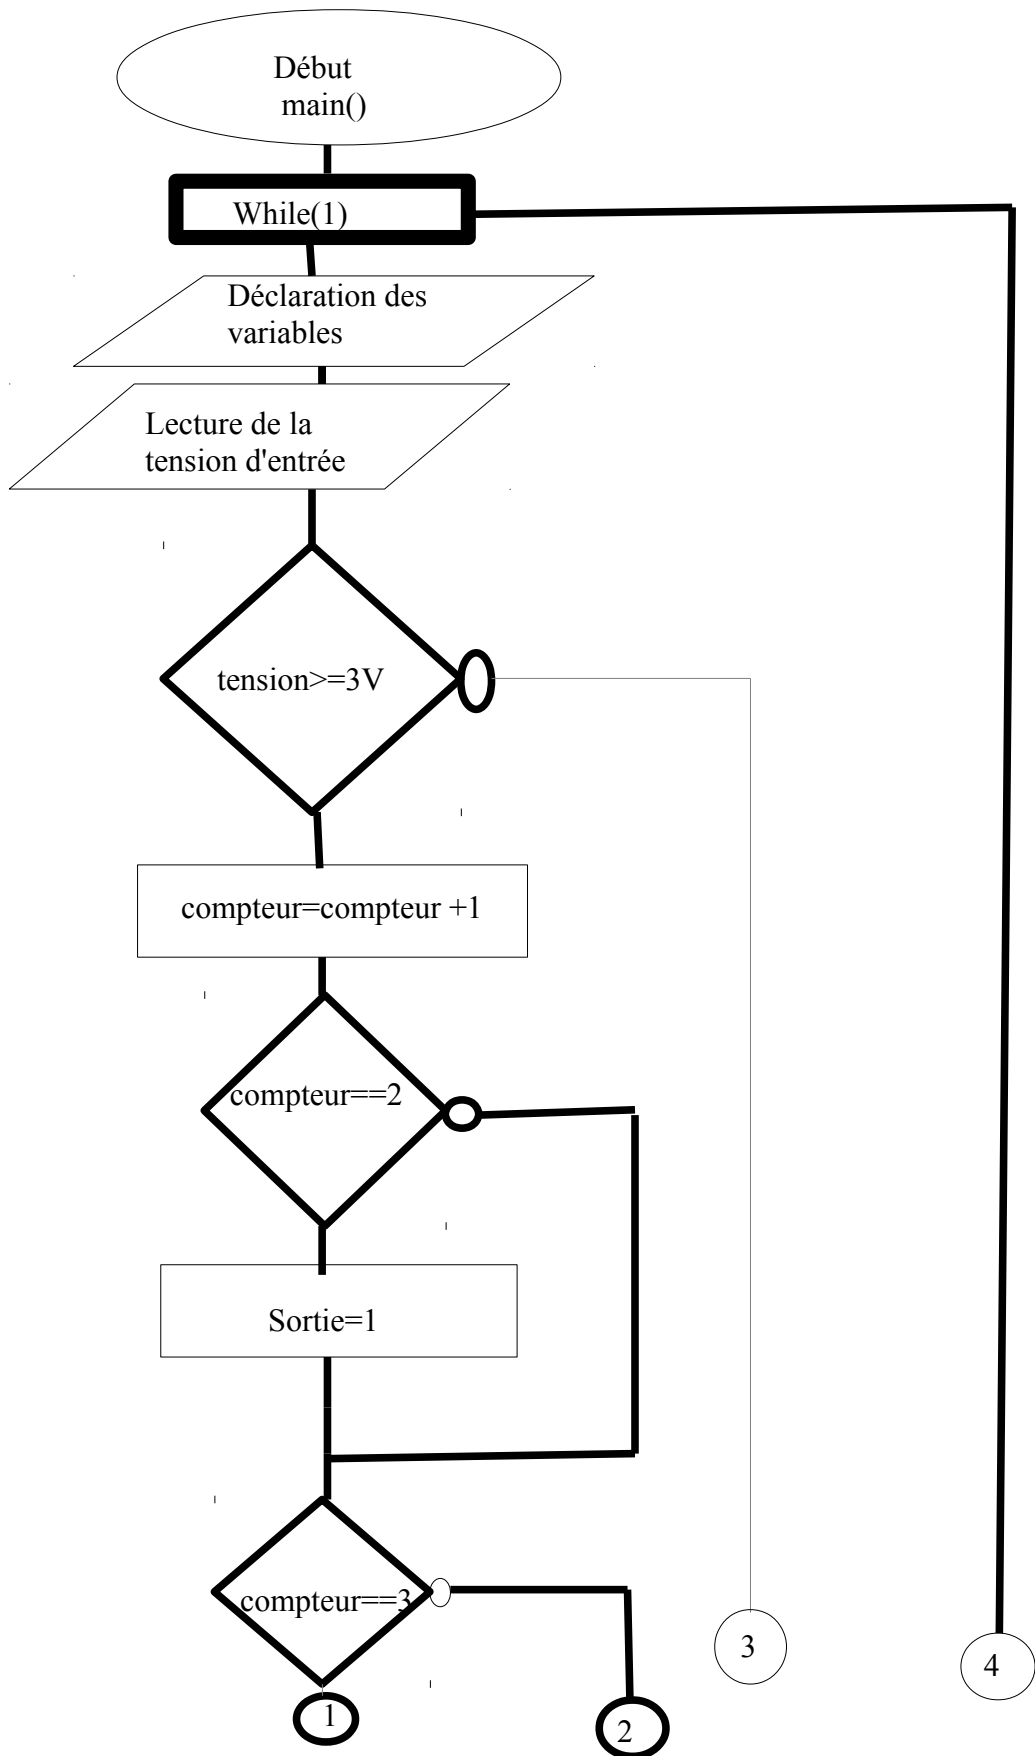 Début
main()
While(1)
Déclaration des
variables
Lecture de la
tension d'entrée
tension>=3V
compteur=compteur +1
compteur==2
Sortie=1
compteur==3
3
4
1
2